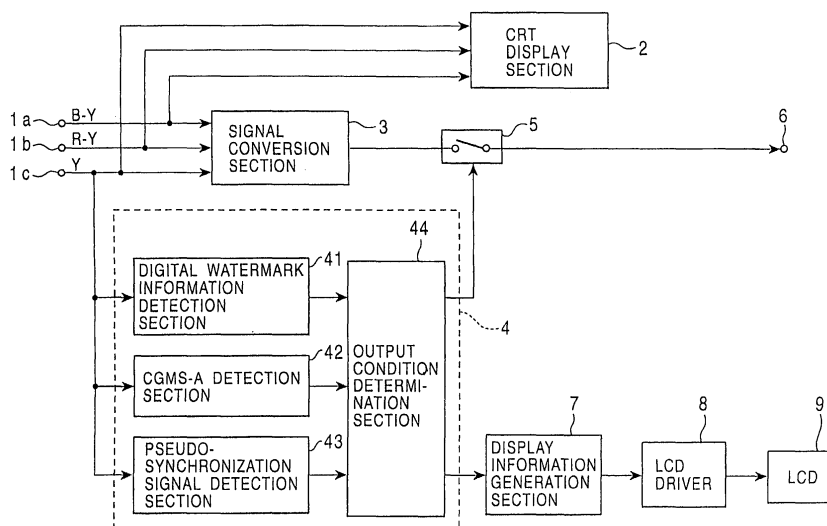 CRT
DISPLAY
SECTION
2
1a
B-Y
1b
R-Y
1c
Y
SIGNAL
CONVERSION
SECTION
3
5
6
44
DIGITAL WATERMARK
INFORMATION
DETECTION
SECTION
41
4
42
CGMS-A DETECTION
SECTION
OUTPUT
CONDITION
DETERMI-
NATION
SECTION
43
PSEUDO-
SYNCHRONIZATION
SIGNAL DETECTION
SECTION
7
DISPLAY
INFORMATION
GENERATION
SECTION
8
LCD
DRIVER
9
LCD